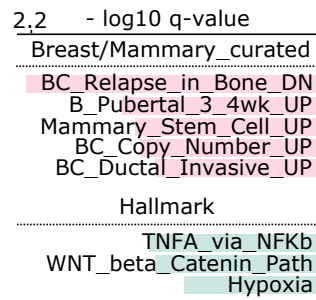 2.2 - log10 q-value
Breast/Mammary_curated
BC_Relapse_in_Bone_DN
B_Pubertal_3_4wk_UP
Mammary_Stem_Cell_UP
BC_Copy_Number_UP
BC_Ductal_Invasive_UP
Hallmark
TNFA_via_NFKb
WNT_beta_Catenin_Path
Hypoxia